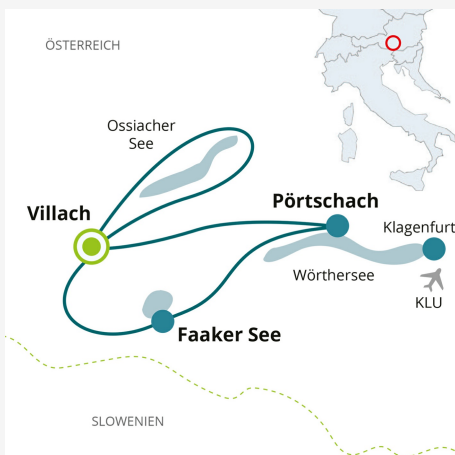 ÖSTERREICH
Ossiacher
See
Villach
Pörtschach
Klagenfurt
Wörthersee
KLU
Faaker See
SLOWENIEN